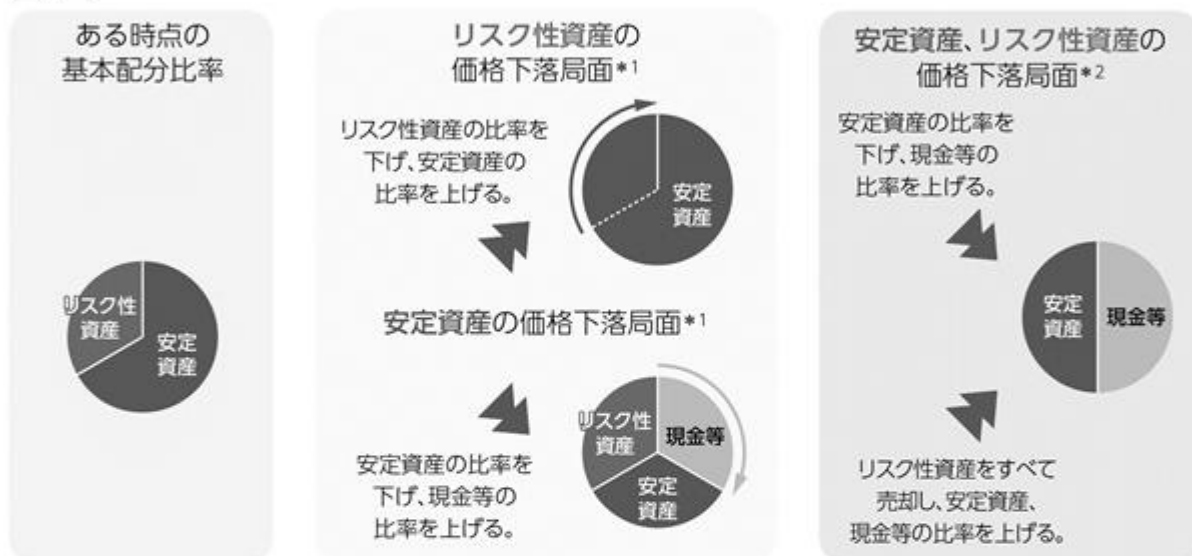 ある時点の
基本配分比率
リスク性
資産
安定
資産
リスク性資産の
価格下落局面*1
リスク性資産の比率を
下げ、安定資産の
比率を上げる。
安定
資産
安定資産の価格下落局面*1
安定資産の比率を
下げ、現金等の
比率を上げる。
リスク性
資産
現金等
安定
資産
安定資産、リスク性資産の
価格下落局面*2
安定資産の比率を
下げ、現金等の
比率を上げる。
安定
資産
現金等
リスク性資産をすべて
売却し、安定資産、
現金等の比率を上げる。